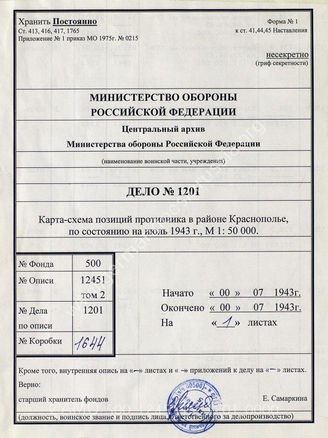 Хранить Постоянно
Форма № 1
Ст. 413, 416, 417, 1765
к ст. 41,44,45 Наставления
Приложение № 1 приказ МО 1975г. № 0215
несекретно
(гриф секретности)
МИНИСТЕРСТВО ОБОРОНЫ
РОССИЙСКОЙ ФЕДЕРАЦИИ
Центральный архив
Министерства обороны Российской Федерации
(наименование воинской части, учреждения)
ДЕЛО № 1201
Карта-схема позиций противника в районе Краснополье,
по состоянию на июль 1943 г., М 1: 50 000.
№ Фонда 500
№ Описи 12451
том 2
№ Дела 1201
по описи
№ Коробки 1644
Начато « 00 » 07 1943г.
Окончено « 00 » 07 1943г.
На « 1 » листах
Кроме того, внутренняя опись на «-» листах и «-» приложений к делу на «-» листах.
Верно:
старший хранитель фондов
Е. Самаркина
(должность, воинское звание и подпись лица, ответственного за делопроизводство)